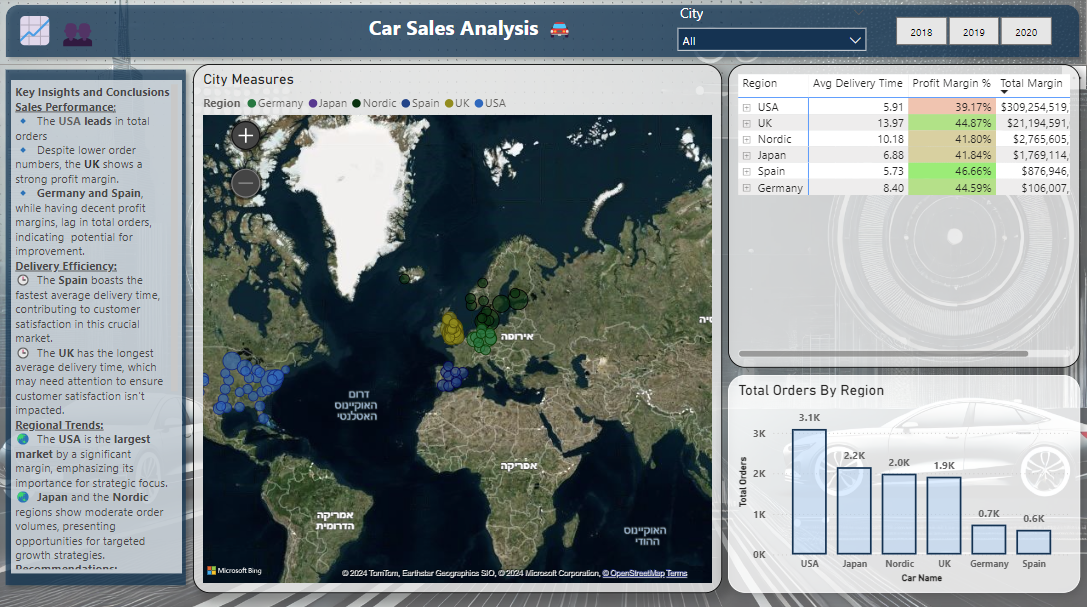 Car Sales Analysis
City
All
2018
2019
2020
Key Insights and Conclusions
Sales Performance:
The USA leads in total
orders
Despite lower order
numbers, the UK shows a
strong profit margin.
Germany and Spain,
while having decent profit
margins, lag in total orders,
indicating potential for
improvement.
Delivery Efficiency:
The Spain boasts the
fastest average delivery time,
contributing to customer
satisfaction in this crucial
market.
The UK has the longest
average delivery time, which
may need attention to ensure
customer satisfaction isn't
impacted.
Regional Trends:
The USA is the largest
market by a significant
margin, emphasizing its
importance for strategic focus.
Japan and the Nordic
regions show moderate order
volumes, presenting
opportunities for targeted
growth strategies.
Recommendations:
City Measures
Region Germany Japan Nordic Spain UK USA
אירופה
דרום
האוקיינוס
האטלנטי
אפריקה
אמריקה
הדרומית
האוקיינוס
ההודי
Microsoft Bing
© 2024 TomTom, Earthstar Geographics SIO, © 2024 Microsoft Corporation, © OpenStreetMap Terms
Region Avg Delivery Time Profit Margin % Total Margin
USA 5.91 39.17% $309,254,519,
UK 13.97 44.87% $21,194,591,
Nordic 10.18 41.80% $2,765,605,
Japan 6.88 41.84% $1,769,114,
Spain 5.73 46.66% $876,946,
Germany 8.40 44.59% $106,007,
Total Orders By Region
Total Orders
3K
2K
1K
0K
3.1K
2.2K
2.0K
1.9K
0.7K
0.6K
USA Japan Nordic UK Germany Spain
Car Name